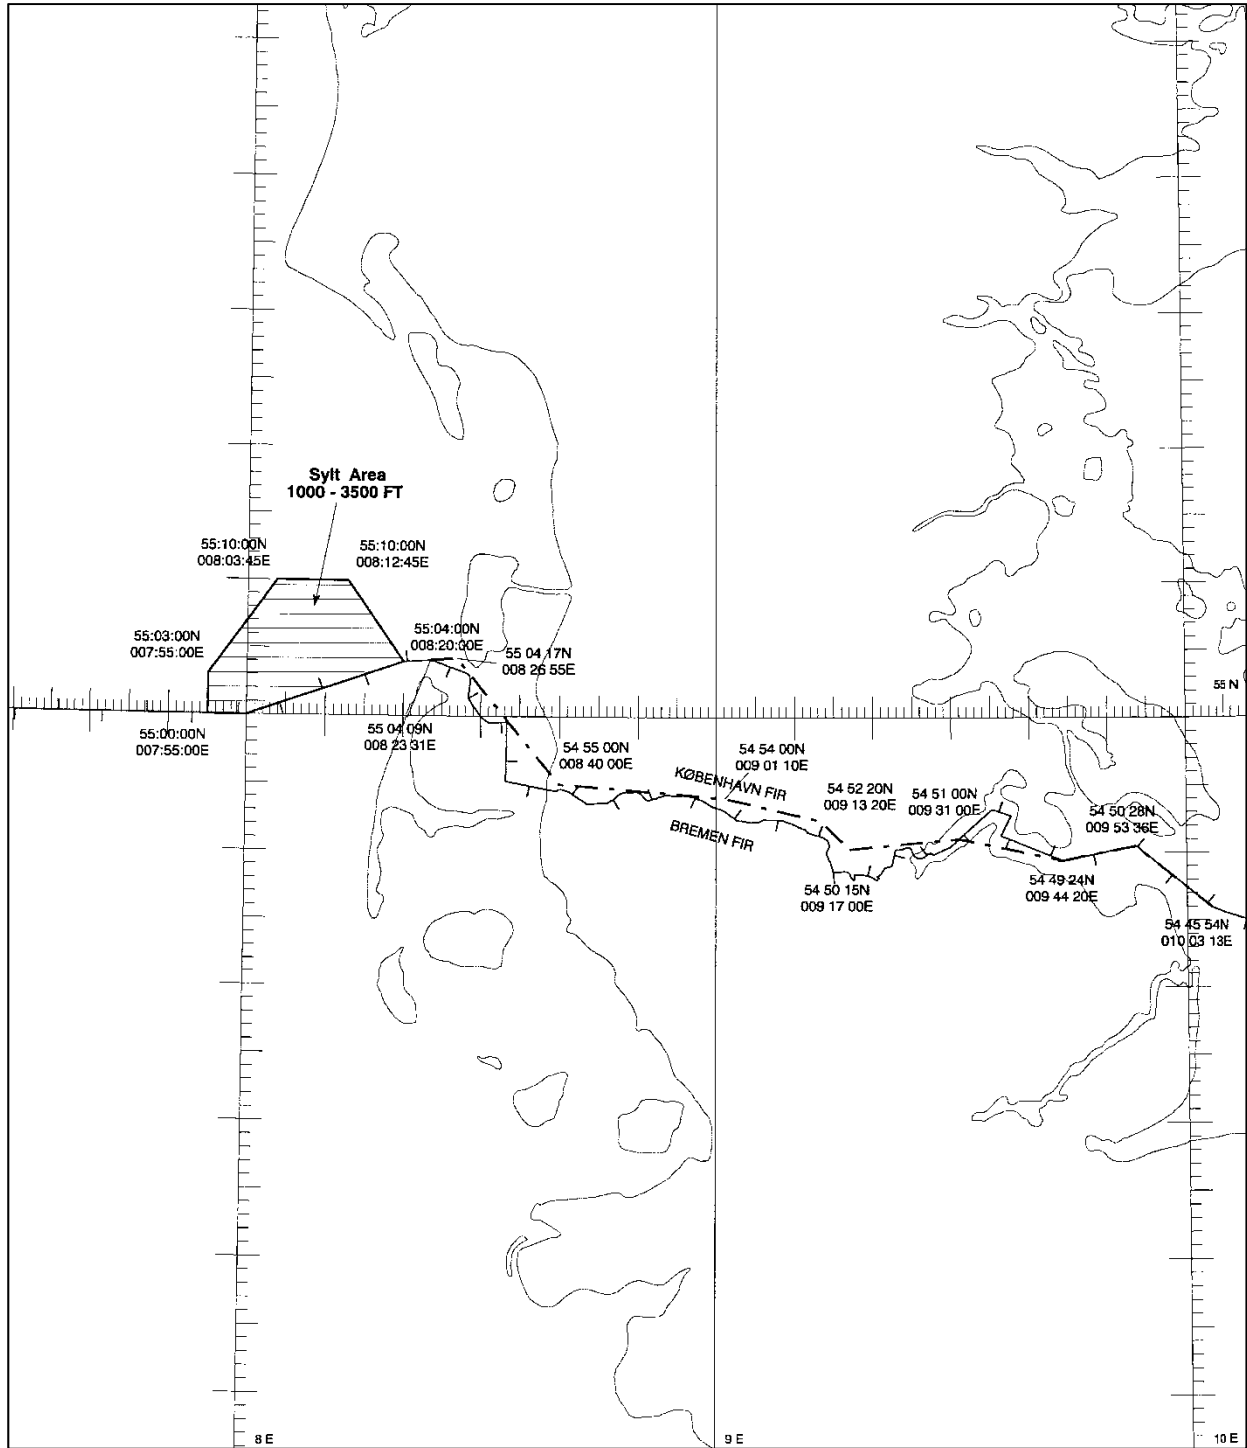 Sylt Area
1000 - 3500 FT
55:10:00N
008:03:45E
55:10:00N
008:12:45E
55:03:00N
007:55:00E
55:04:00N
008:20:00E
55 04 17N
008 26 55E
55 N
55:00:00N
007:55:00E
55 04 09N
008 23 31E
54 55 00N
008 40 00E
54 54 00N
009 01 10E
KØBENHAVN FIR
BREMEN FIR
54 52 20N
009 13 20E
54 51 00N
009 31 00E
54 50 28N
009 53 36E
54 50 15N
009 17 00E
54 49 24N
009 44 20E
54 45 54N
010 03 13E
8 E
9 E
10 E